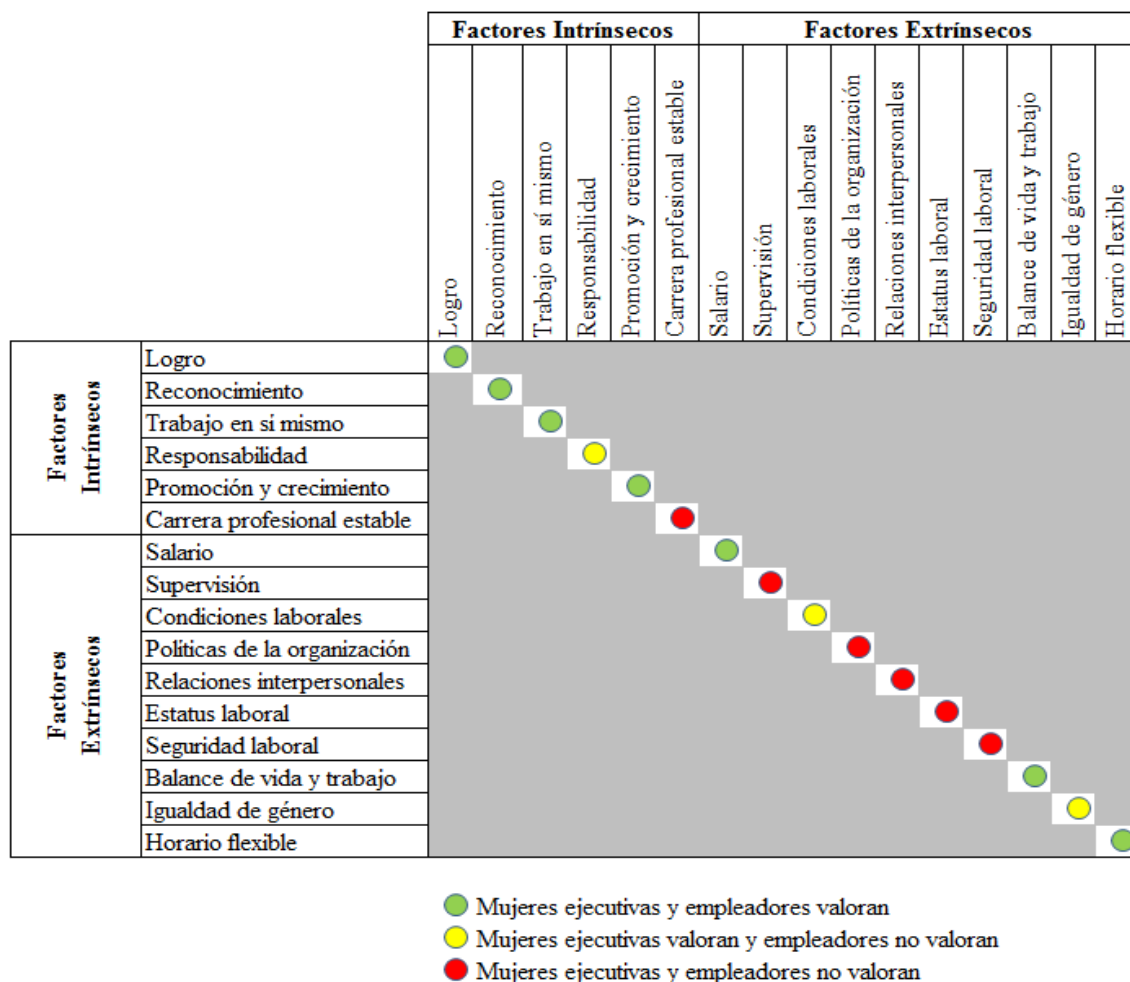 Factores Intrínsecos Factores Extrínsecos
Logro
Reconocimiento
Trabajo en sí mismo
Responsabilidad
Promoción y crecimiento
Carrera profesional estable
Salario
Supervisión
Condiciones laborales
Políticas de la organización
Relaciones interpersonales
Estatus laboral
Seguridad laboral
Balance de vida y trabajo
Igualdad de género
Horario flexible
Factores
Intrínsecos
Logro
Reconocimiento
Trabajo en sí mismo
Responsabilidad
Promoción y crecimiento
Carrera profesional estable
Factores
Extrínsecos
Salario
Supervisión
Condiciones laborales
Políticas de la organización
Relaciones interpersonales
Estatus laboral
Seguridad laboral
Balance de vida y trabajo
Igualdad de género
Horario flexible
Mujeres ejecutivas y empleadores valoran
Mujeres ejecutivas valoran y empleadores no valoran
Mujeres ejecutivas y empleadores no valoran